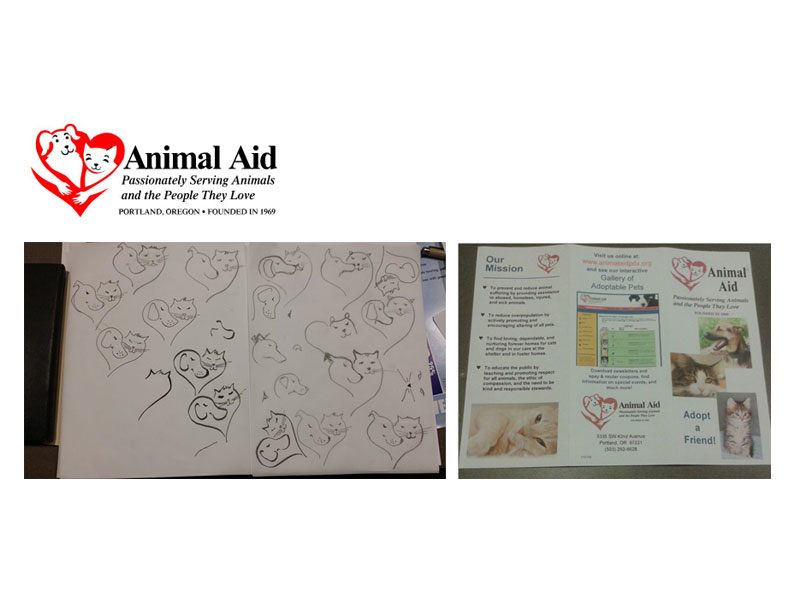 Animal Aid
Passionately Serving Animals
and the People They Love
PORTLAND, OREGON • FOUNDED IN 1969
Our
Mission
To prevent and reduce animal
suffering by providing assistance
to abused, homeless, injured,
and sick animals.
To reduce overpopulation by
actively promoting and
encouraging altering of all pets.
To find loving, dependable, and
nurturing forever homes for cats
and dogs in our care at the
shelter and in foster homes.
To educate the public by
teaching and promoting respect
for all animals, the ethic of
compassion, and the need to be
kind and responsible stewards.
Visit us online at:
www.animalaidpdx.org
and see our interactive
Gallery of
Adoptable Pets
Download newsletters and
spay & neuter coupons, find
information on special events, and
much more!
Animal Aid
Passionately Serving Animals
and the People They Love
5335 SW 42nd Avenue
Portland, OR 97221
Animal
Aid
Passionately Serving Animals
and the People They Love
FOUNDED IN 1969
Adopt
a
Friend!